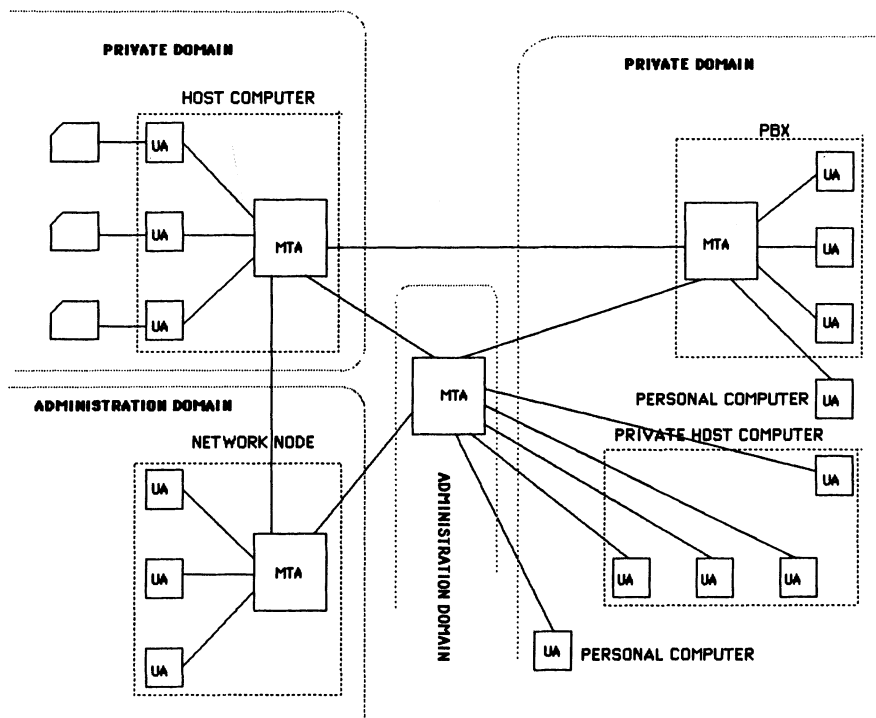 PRIVATE DOMAIN
HOST COMPUTER
UA
UA
UA
MTA
PRIVATE DOMAIN
PBX
UA
UA
UA
MTA
PERSONAL COMPUTER
UA
ADMINISTRATION DOMAIN
NETWORK NODE
UA
UA
UA
MTA
MTA
ADMINISTRATION DOMAIN
PRIVATE HOST COMPUTER
UA
UA
UA
UA
UA
PERSONAL COMPUTER